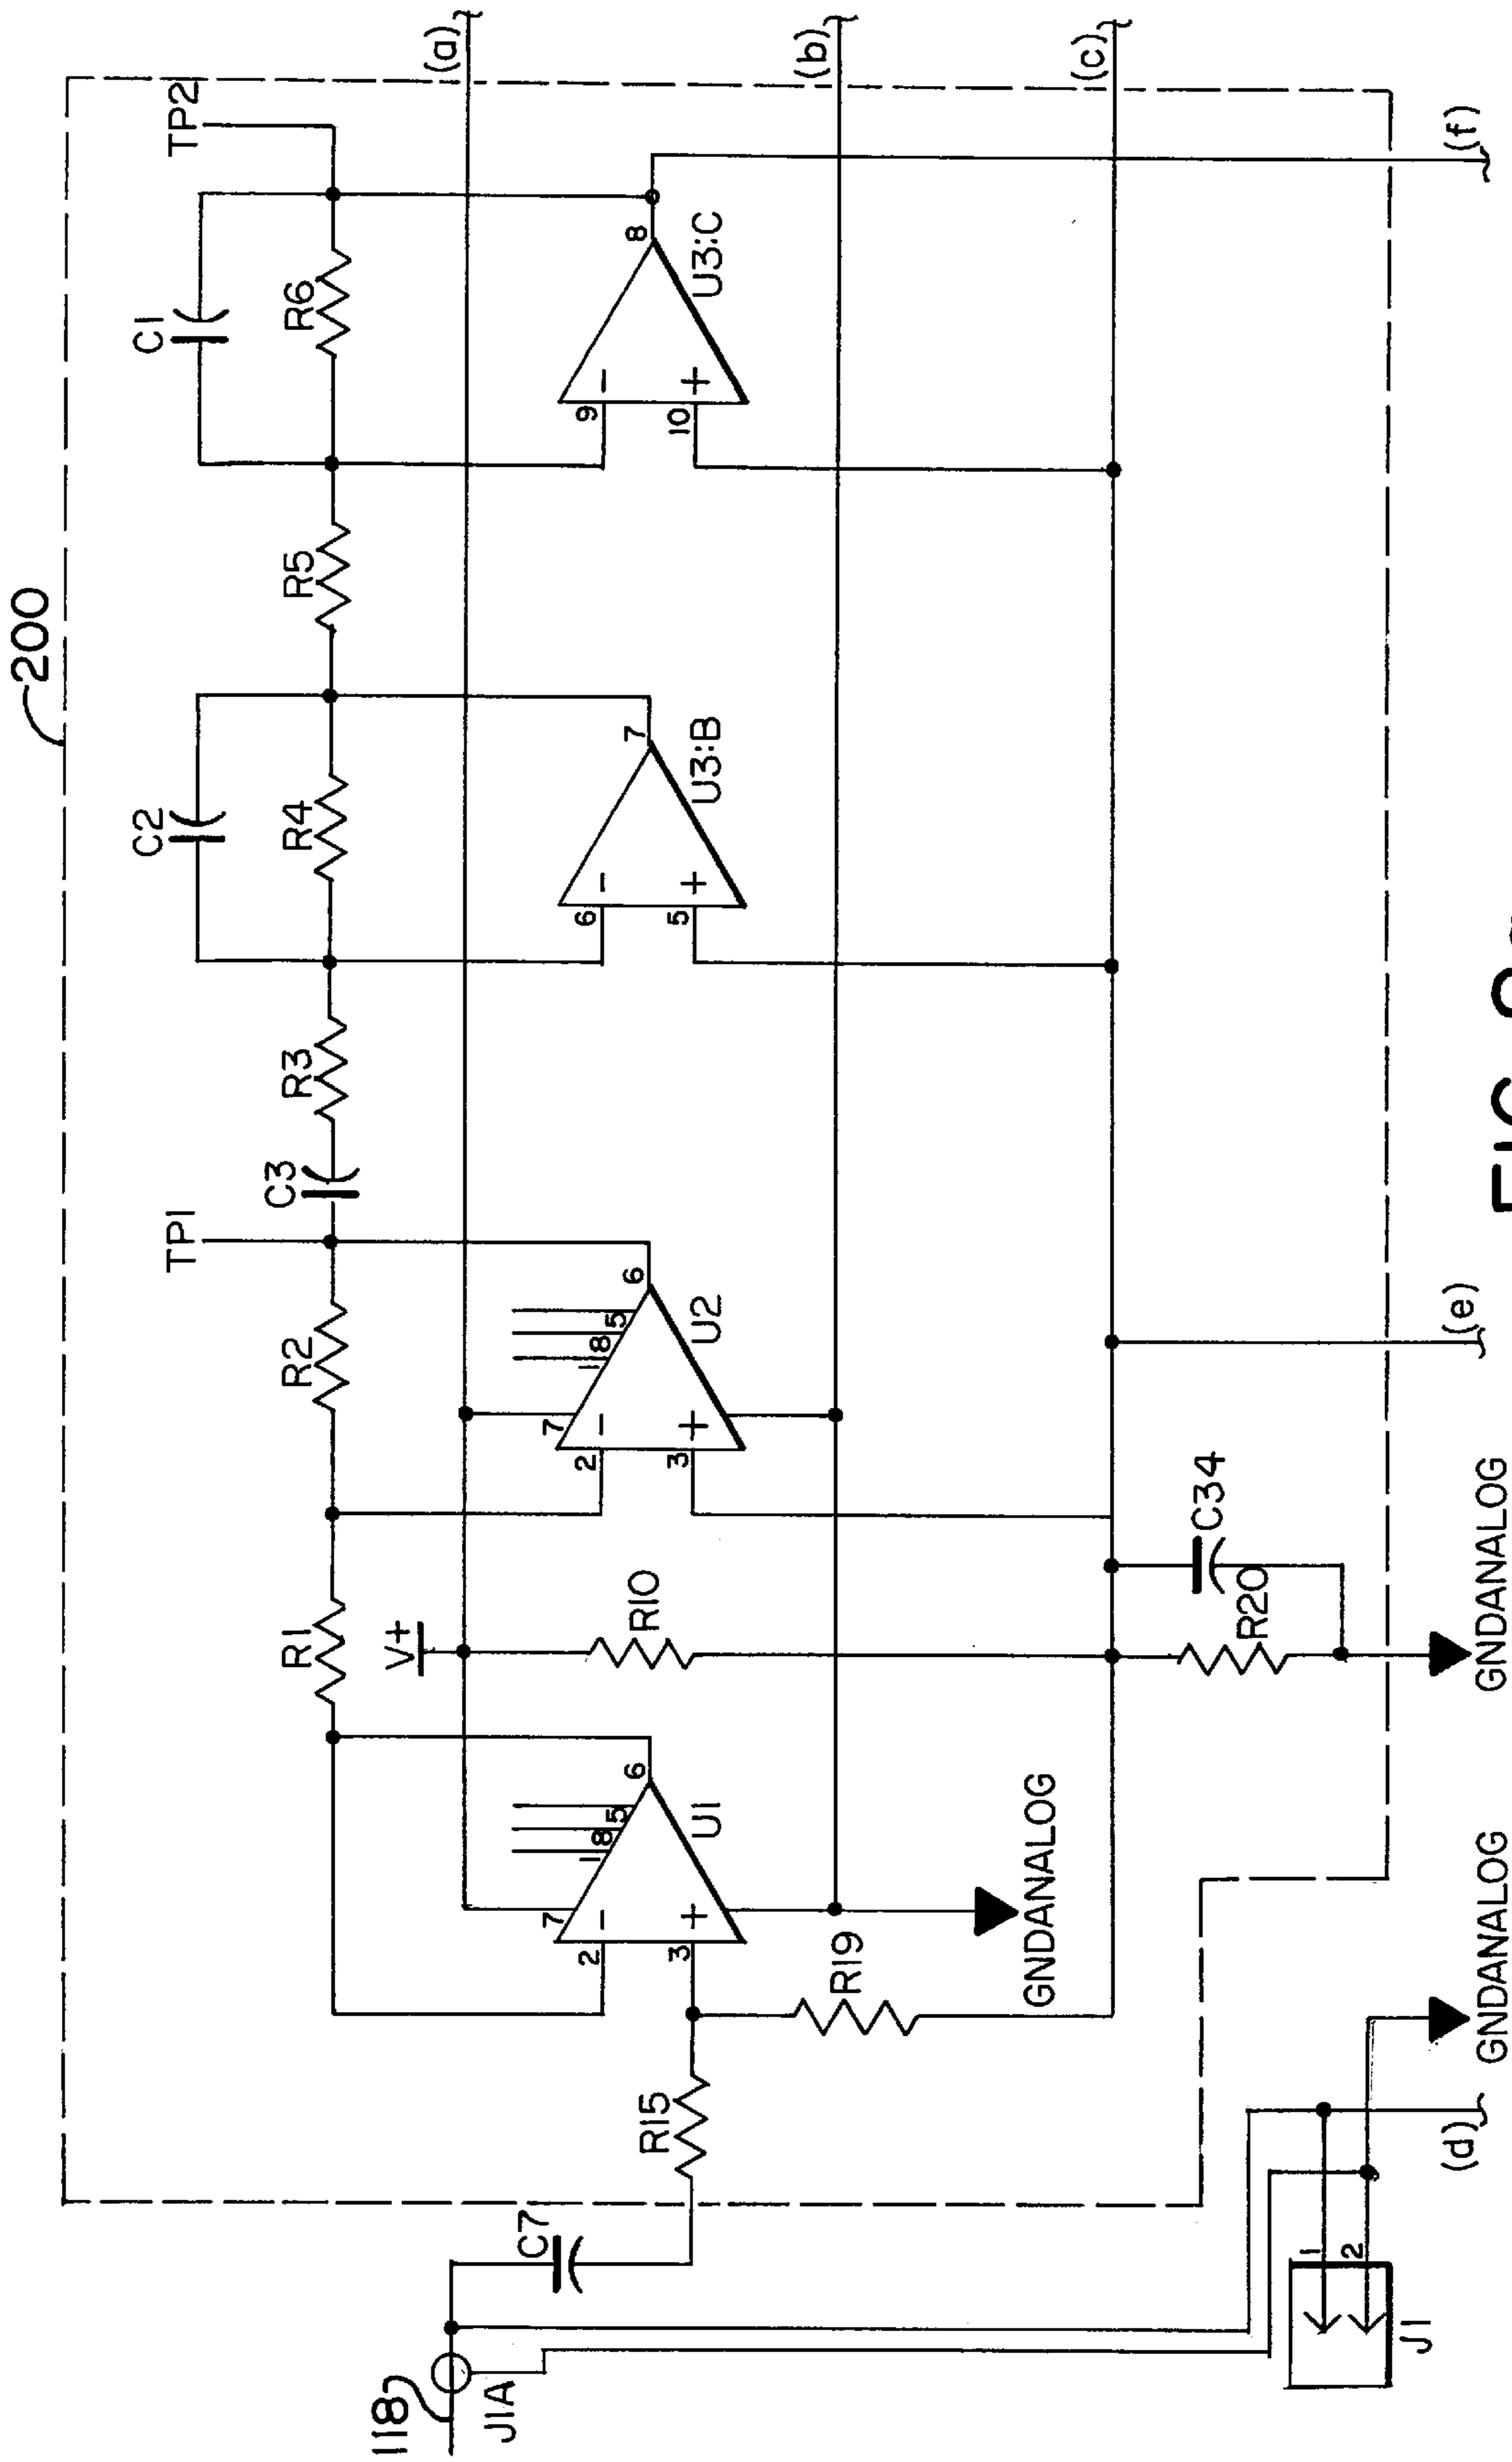 200
C2
C1
TP1
TP2
C3
R1
R2
R3
R4
R5
R6
V+
(a)
7
1
8
5
6
2
-
3
+
U1
7
1
8
5
6
2
-
3
+
U2
7
6
-
5
+
U3:B
8
9
-
10
+
U3:C
R10
118
J1A
C7
R15
R19
(b)
GNDANALOG
(c)
C34
R20
J1
1
2
(d)
(e)
(f)
GNDANALOG
GNDANALOG